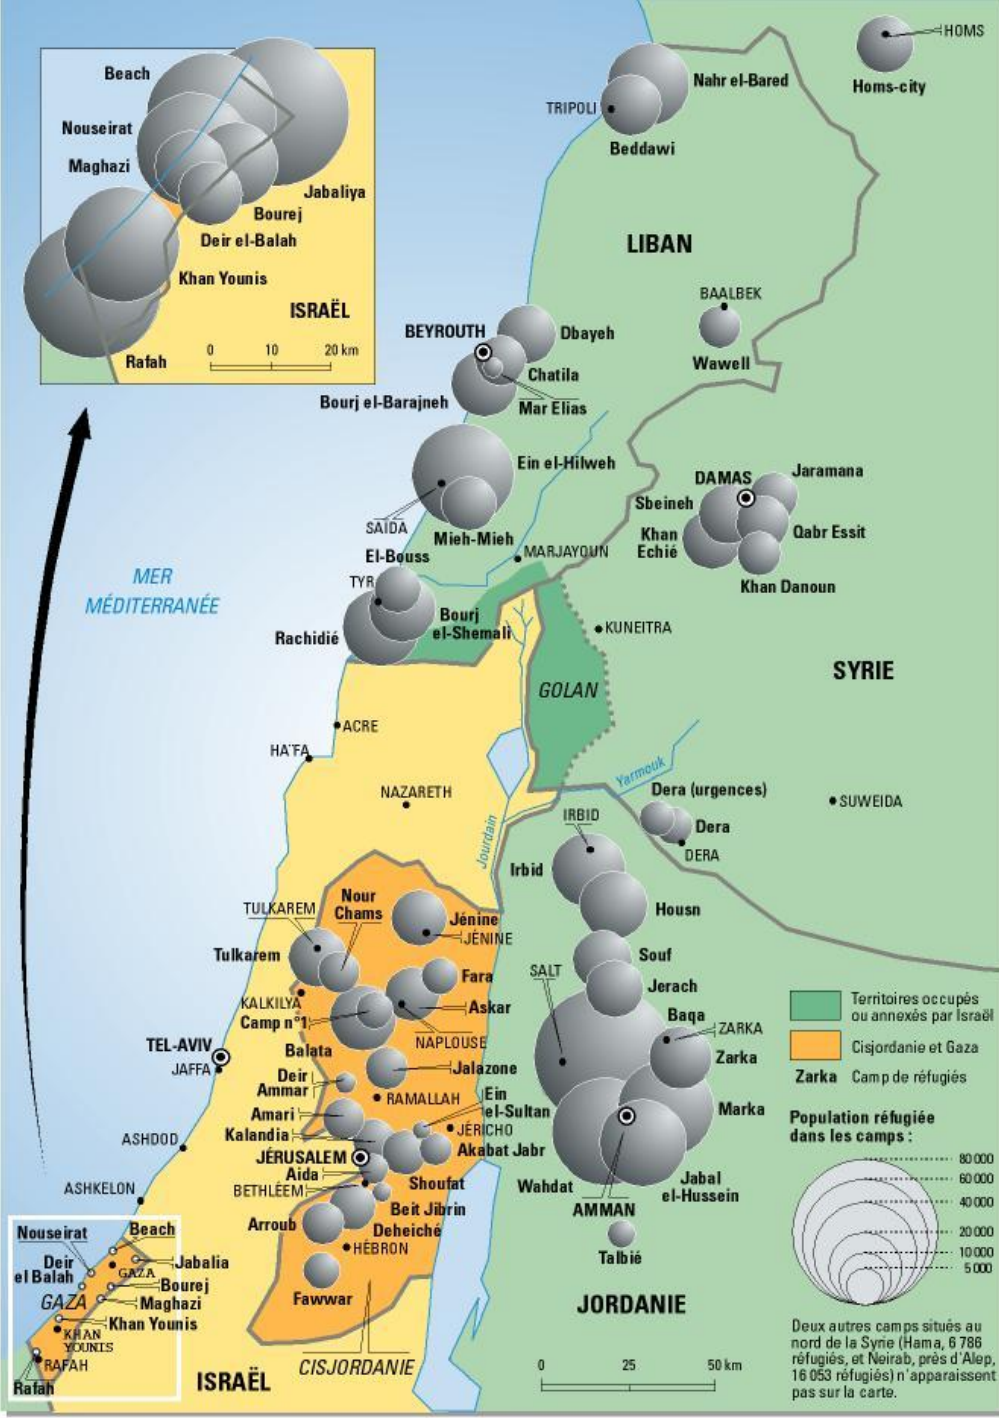 HOMS
Homs-city
Nahr el-Bared
TRIPOLI
Beddawi
Beach
Nouseirat
Maghazi
Jabaliya
Bourej
Deir el-Balah
Khan Younis
ISRAËL
0 10 20 km
Rafah
LIBAN
BAALBEK
Wawell
BEYROUTH
Dbayeh
Chatila
Bourj el-Barajneh
Mar Elias
Ein el-Hilweh
SAÏDA
Mieh-Mieh
DAMAS
Jaramana
Sbeineh
Khan
Echié
Qabr Essit
Khan Danoun
El-Bouss
MARJAYOUN
TYR
MER
MÉDITERRANÉE
Bourj
el-Shemali
Rachidié
KUNEITRA
SYRIE
GOLAN
ACRE
HAÏFA
NAZARETH
Yarmouk
Jourdain
Dera (urgences)
SUWEIDA
Dera
DERA
IRBID
Irbid
Housn
Nour
Chams
TULKAREM
Jénine
JÉNINE
Tulkarem
Fara
Souf
SALT
Jerach
KALKILYA
Camp n°1
Askar
Baqa
ZARKA
NAPLOUSE
Balata
TEL-AVIV
JAFFA
Zarka
Jalazone
Deir
Ammar
RAMALLAH
Ein
el-Sultan
Amari
Marka
Kalandia
JÉRICHO
ASHDOD
JÉRUSALEM
Akabat Jabr
Aida
Shoufat
BETHLÉEM
Wahdat
Jabal
el-Hussein
ASHKELON
AMMAN
Beit Jibrin
Arroub
Deheiché
HÉBRON
Talbié
Fawwar
Nouseirat
Beach
Deir
el Balah
GAZA
Jabalia
Bourej
GAZA
Maghazi
Khan Younis
KHAN
YOUNIS
RAFAH
Rafah
CISJORDANIE
ISRAËL
JORDANIE
0 25 50 km
Territoires occupés
ou annexés par Israël
Cisjordanie et Gaza
Zarka Camp de réfugiés
Population réfugiée
dans les camps :
80 000
60 000
40 000
20 000
10 000
5 000
Deux autres camps situés au
nord de la Syrie (Hama, 6 786
réfugiés, et Neirab, près d'Alep,
16 053 réfugiés) n'apparaissent
pas sur la carte.